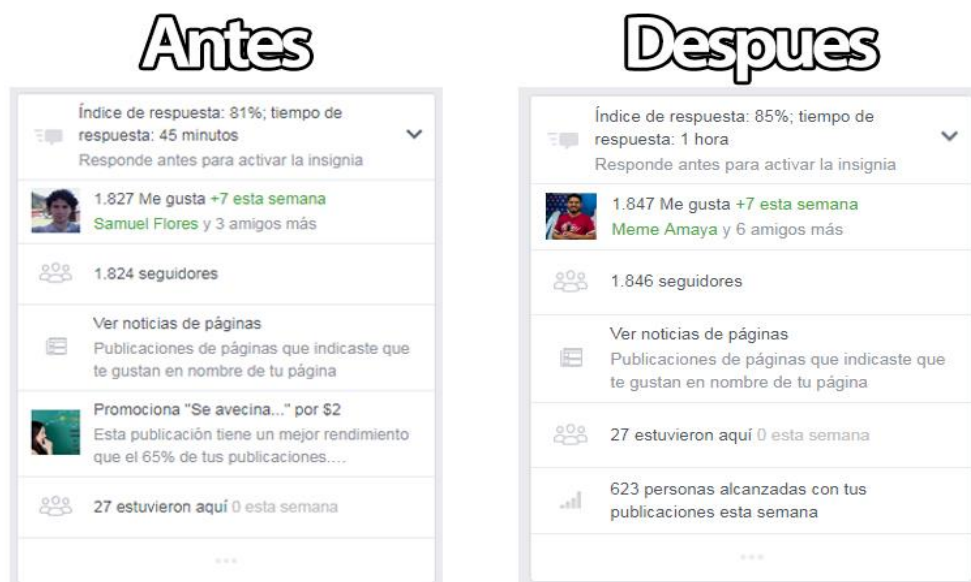 Antes
Índice de respuesta: 81%; tiempo de
respuesta: 45 minutos
Responde antes para activar la insignia
1.827 Me gusta +7 esta semana
Samuel Flores y 3 amigos más
1.824 seguidores
Ver noticias de páginas
Publicaciones de páginas que indicaste que
te gustan en nombre de tu página
Promociona "Se avecina..." por $2
Esta publicación tiene un mejor rendimiento
que el 65% de tus publicaciones....
27 estuvieron aquí 0 esta semana
...
Despues
Índice de respuesta: 85%; tiempo de
respuesta: 1 hora
Responde antes para activar la insignia
1.847 Me gusta +7 esta semana
Meme Amaya y 6 amigos más
1.846 seguidores
Ver noticias de páginas
Publicaciones de páginas que indicaste que
te gustan en nombre de tu página
27 estuvieron aquí 0 esta semana
623 personas alcanzadas con tus
publicaciones esta semana
...